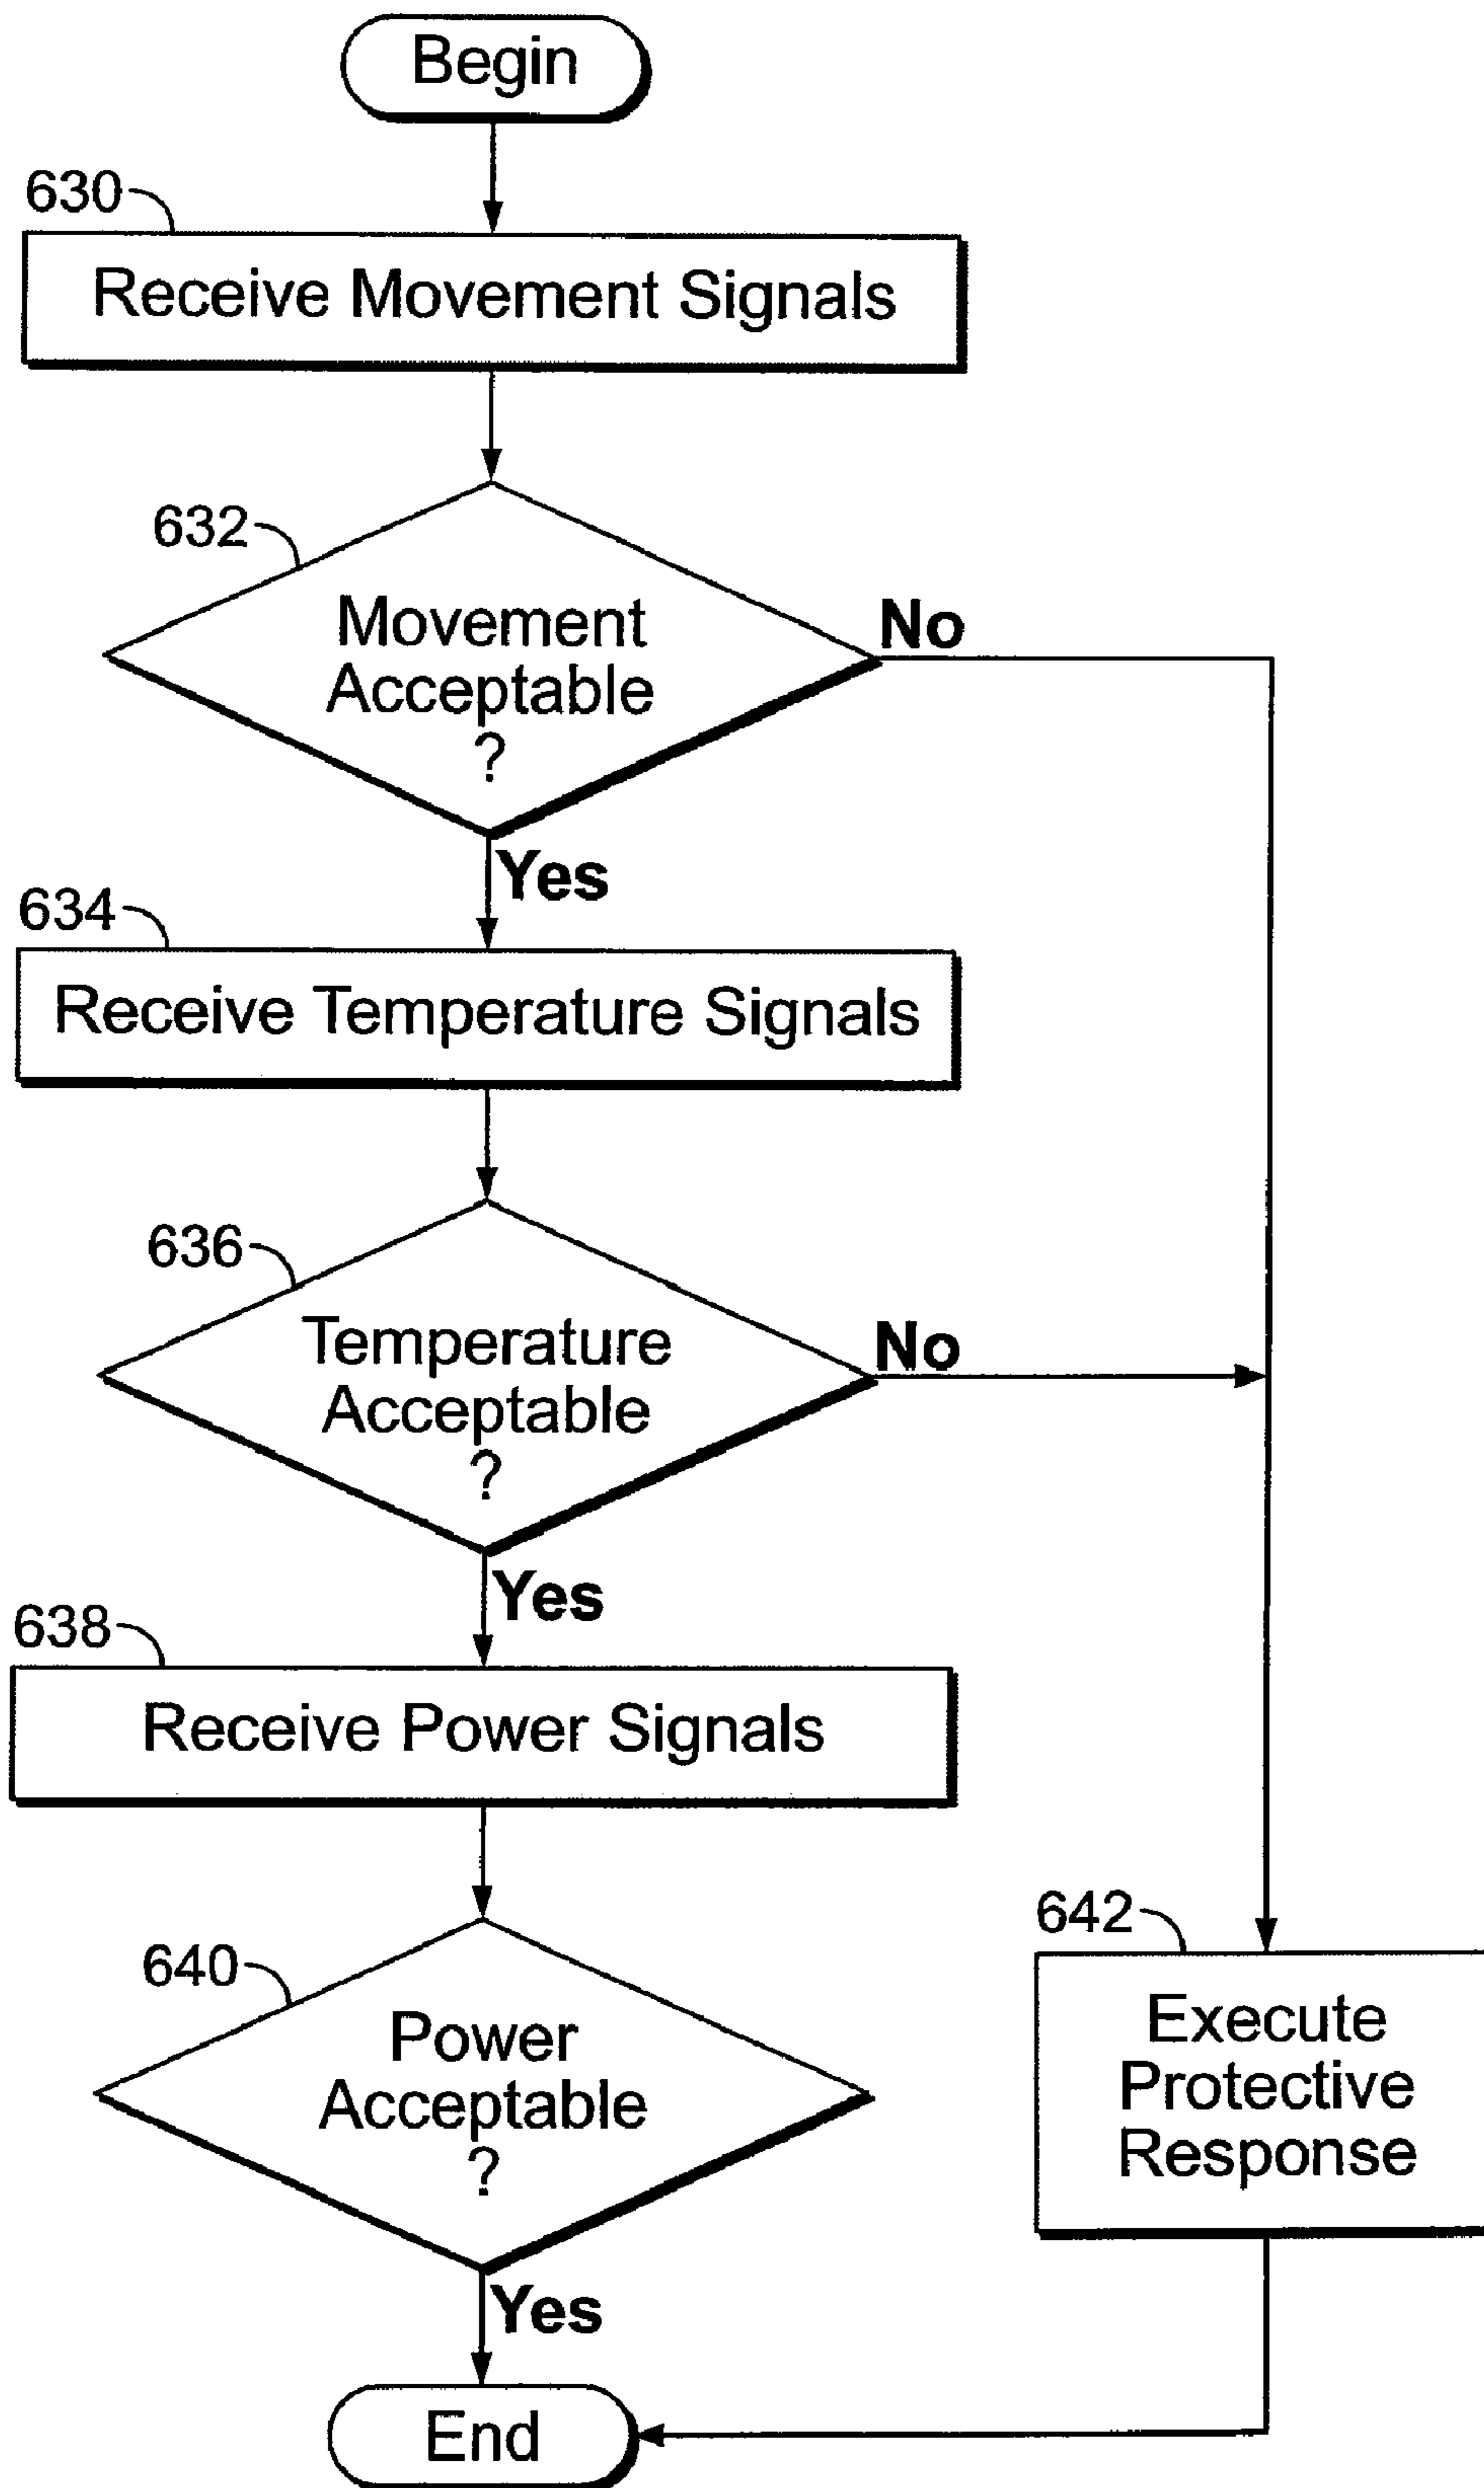 Begin
630
Receive Movement Signals
632
Movement
Acceptable
?
No
Yes
634
Receive Temperature Signals
636
Temperature
Acceptable
?
No
Yes
638
Receive Power Signals
640
Power
Acceptable
?
Yes
642
Execute
Protective
Response
End